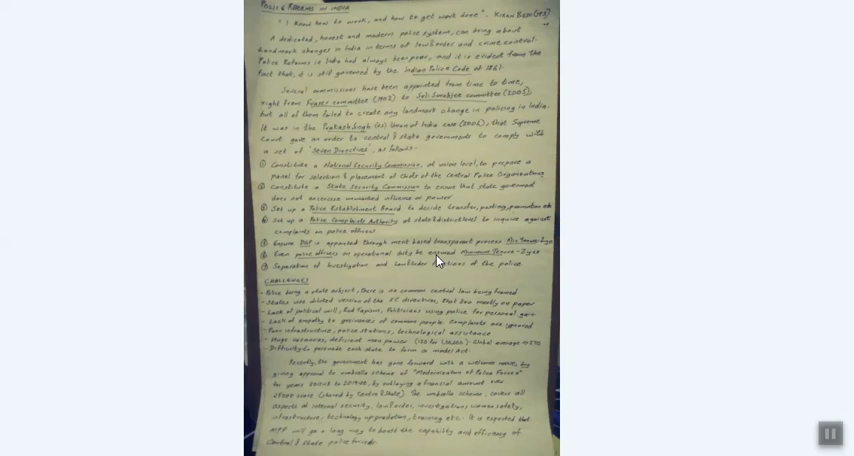 POLICE REFORMS IN INDIA
"I know how to work, and how to get work done". KIRAN BEDI (IPS)
A dedicated, honest and modern police system, can bring about
landmark changes in India in terms of law & order and crime control.
Police Reforms in India had always been poor, and it is evident from the
fact that, it is still governed by the Indian Police Code of 1861.
Several commissions have been appointed from time to time,
right from Fraser committee (1902) to Soli Sorabjee committee (2005),
but all of them failed to create any landmark change in policing in India.
It was in the Prakash Singh (vs) Union of India case (2006), that Supreme
Court gave an order to central & state governments to comply with
a set of 'Seven Directives', as follows-
① Constitute a National Security Commission, at union level, to prepare a
panel for selection & placement of chiefs of the Central Police Organisations
② Constitute a State Security Commission to ensure that state government
does not exercise unwanted influence or power
③ Set up a Police Establishment Board to decide transfer, posting, promotion etc
④ Set up a Police Complaints Authority at state & district level to inquire against
complaints on police officers
⑤ Ensure DGP is appointed through merit based transparent process Min Tenure-2yrs
⑥ Even police officers on operational duty be ensured Minimum Tenure-2yrs
⑦ Separation of Investigation and Law & Order functions of the police
CHALLENGES
- Police being a state subject, there is no common central law being framed
- States use diluted version of the SC directives, that too mostly on paper
- Lack of political will, Red Tapism, Politicians using police for personal gain
- Lack of empathy to grievances of common people. Complaints are ignored
- Poor infrastructure, police stations, technological assistance
- Huge vacancies, deficient man power Global average
- Difficulty to persuade each state to form a model act.
Recently, the government has gone forward with a welcome move, by
giving approval to umbrella scheme of "Modernization of Police Forces"
for years to by outlaying a financial amount over
crore (shared by Centre & State). The umbrella scheme, covers all
aspects of internal security, law & order, investigations, women safety,
infrastructure, technology upgradation, training etc. It is expected that
MPF will go a long way to boost the capability and efficiency of
Central & State police forces.